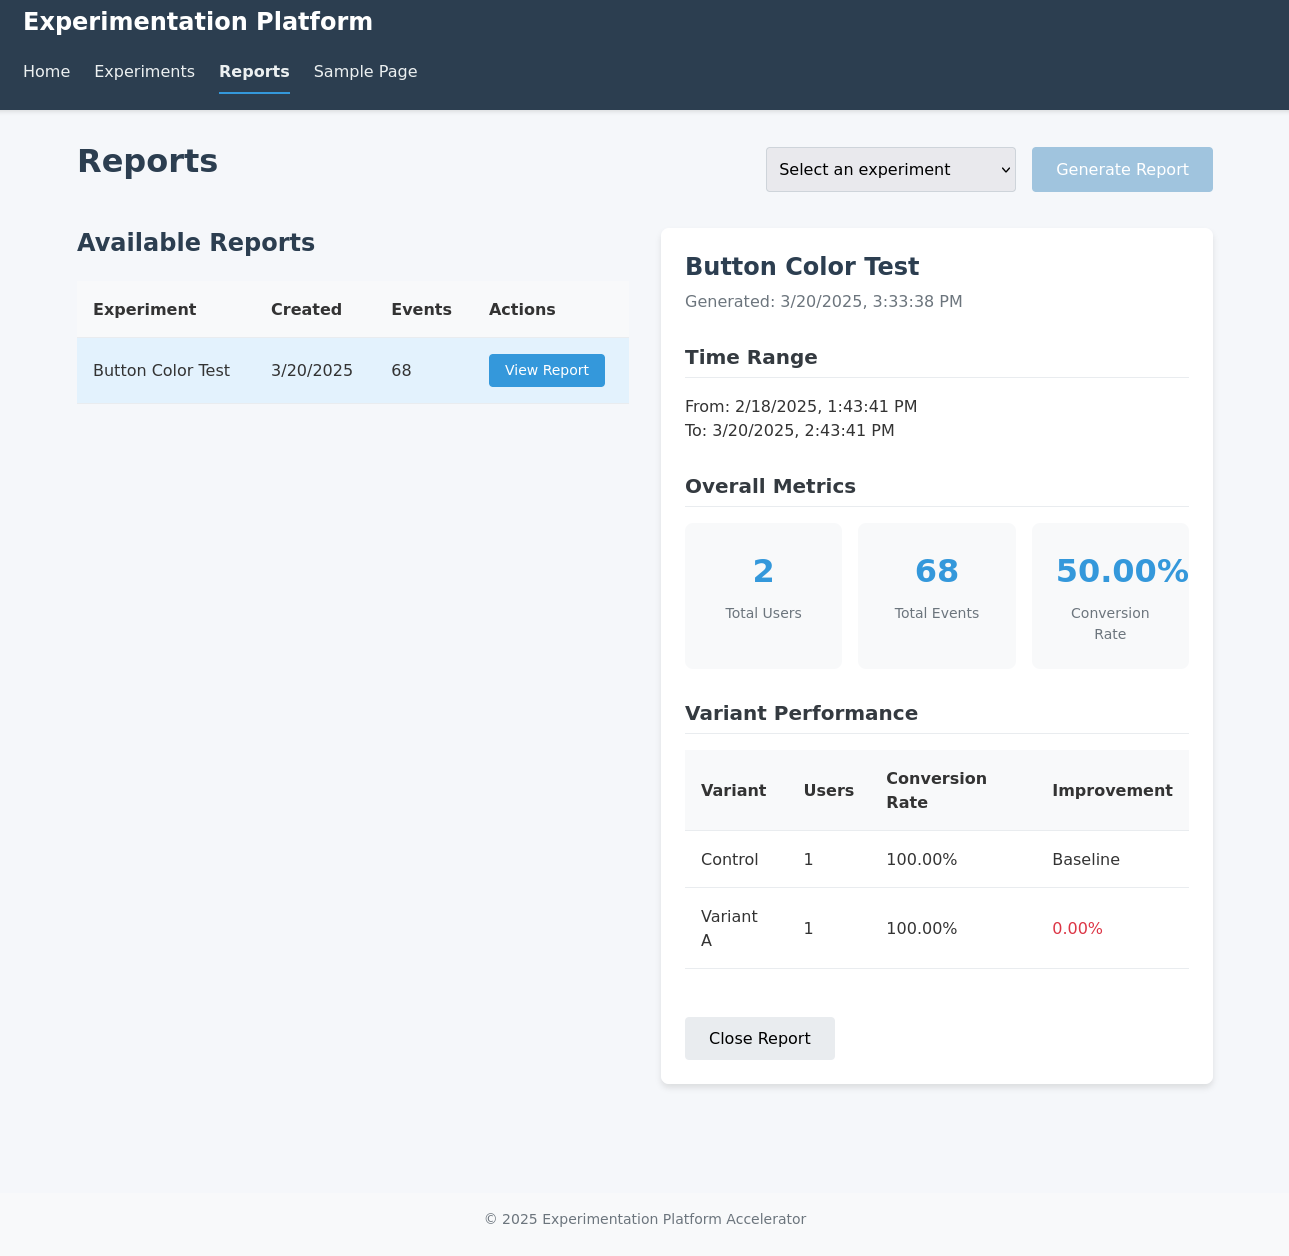 Experimentation Platform
Home Experiments Reports Sample Page
Reports
Select an experiment
Generate Report
Available Reports
Experiment Created Events Actions
Button Color Test 3/20/2025 68 View Report
Button Color Test
Generated: 3/20/2025, 3:33:38 PM
Time Range
From: 2/18/2025, 1:43:41 PM
To: 3/20/2025, 2:43:41 PM
Overall Metrics
2
Total Users
68
Total Events
50.00%
Conversion
Rate
Variant Performance
Variant Users Conversion
Rate Improvement
Control 1 100.00% Baseline
Variant
A 1 100.00% 0.00%
Close Report
© 2025 Experimentation Platform Accelerator